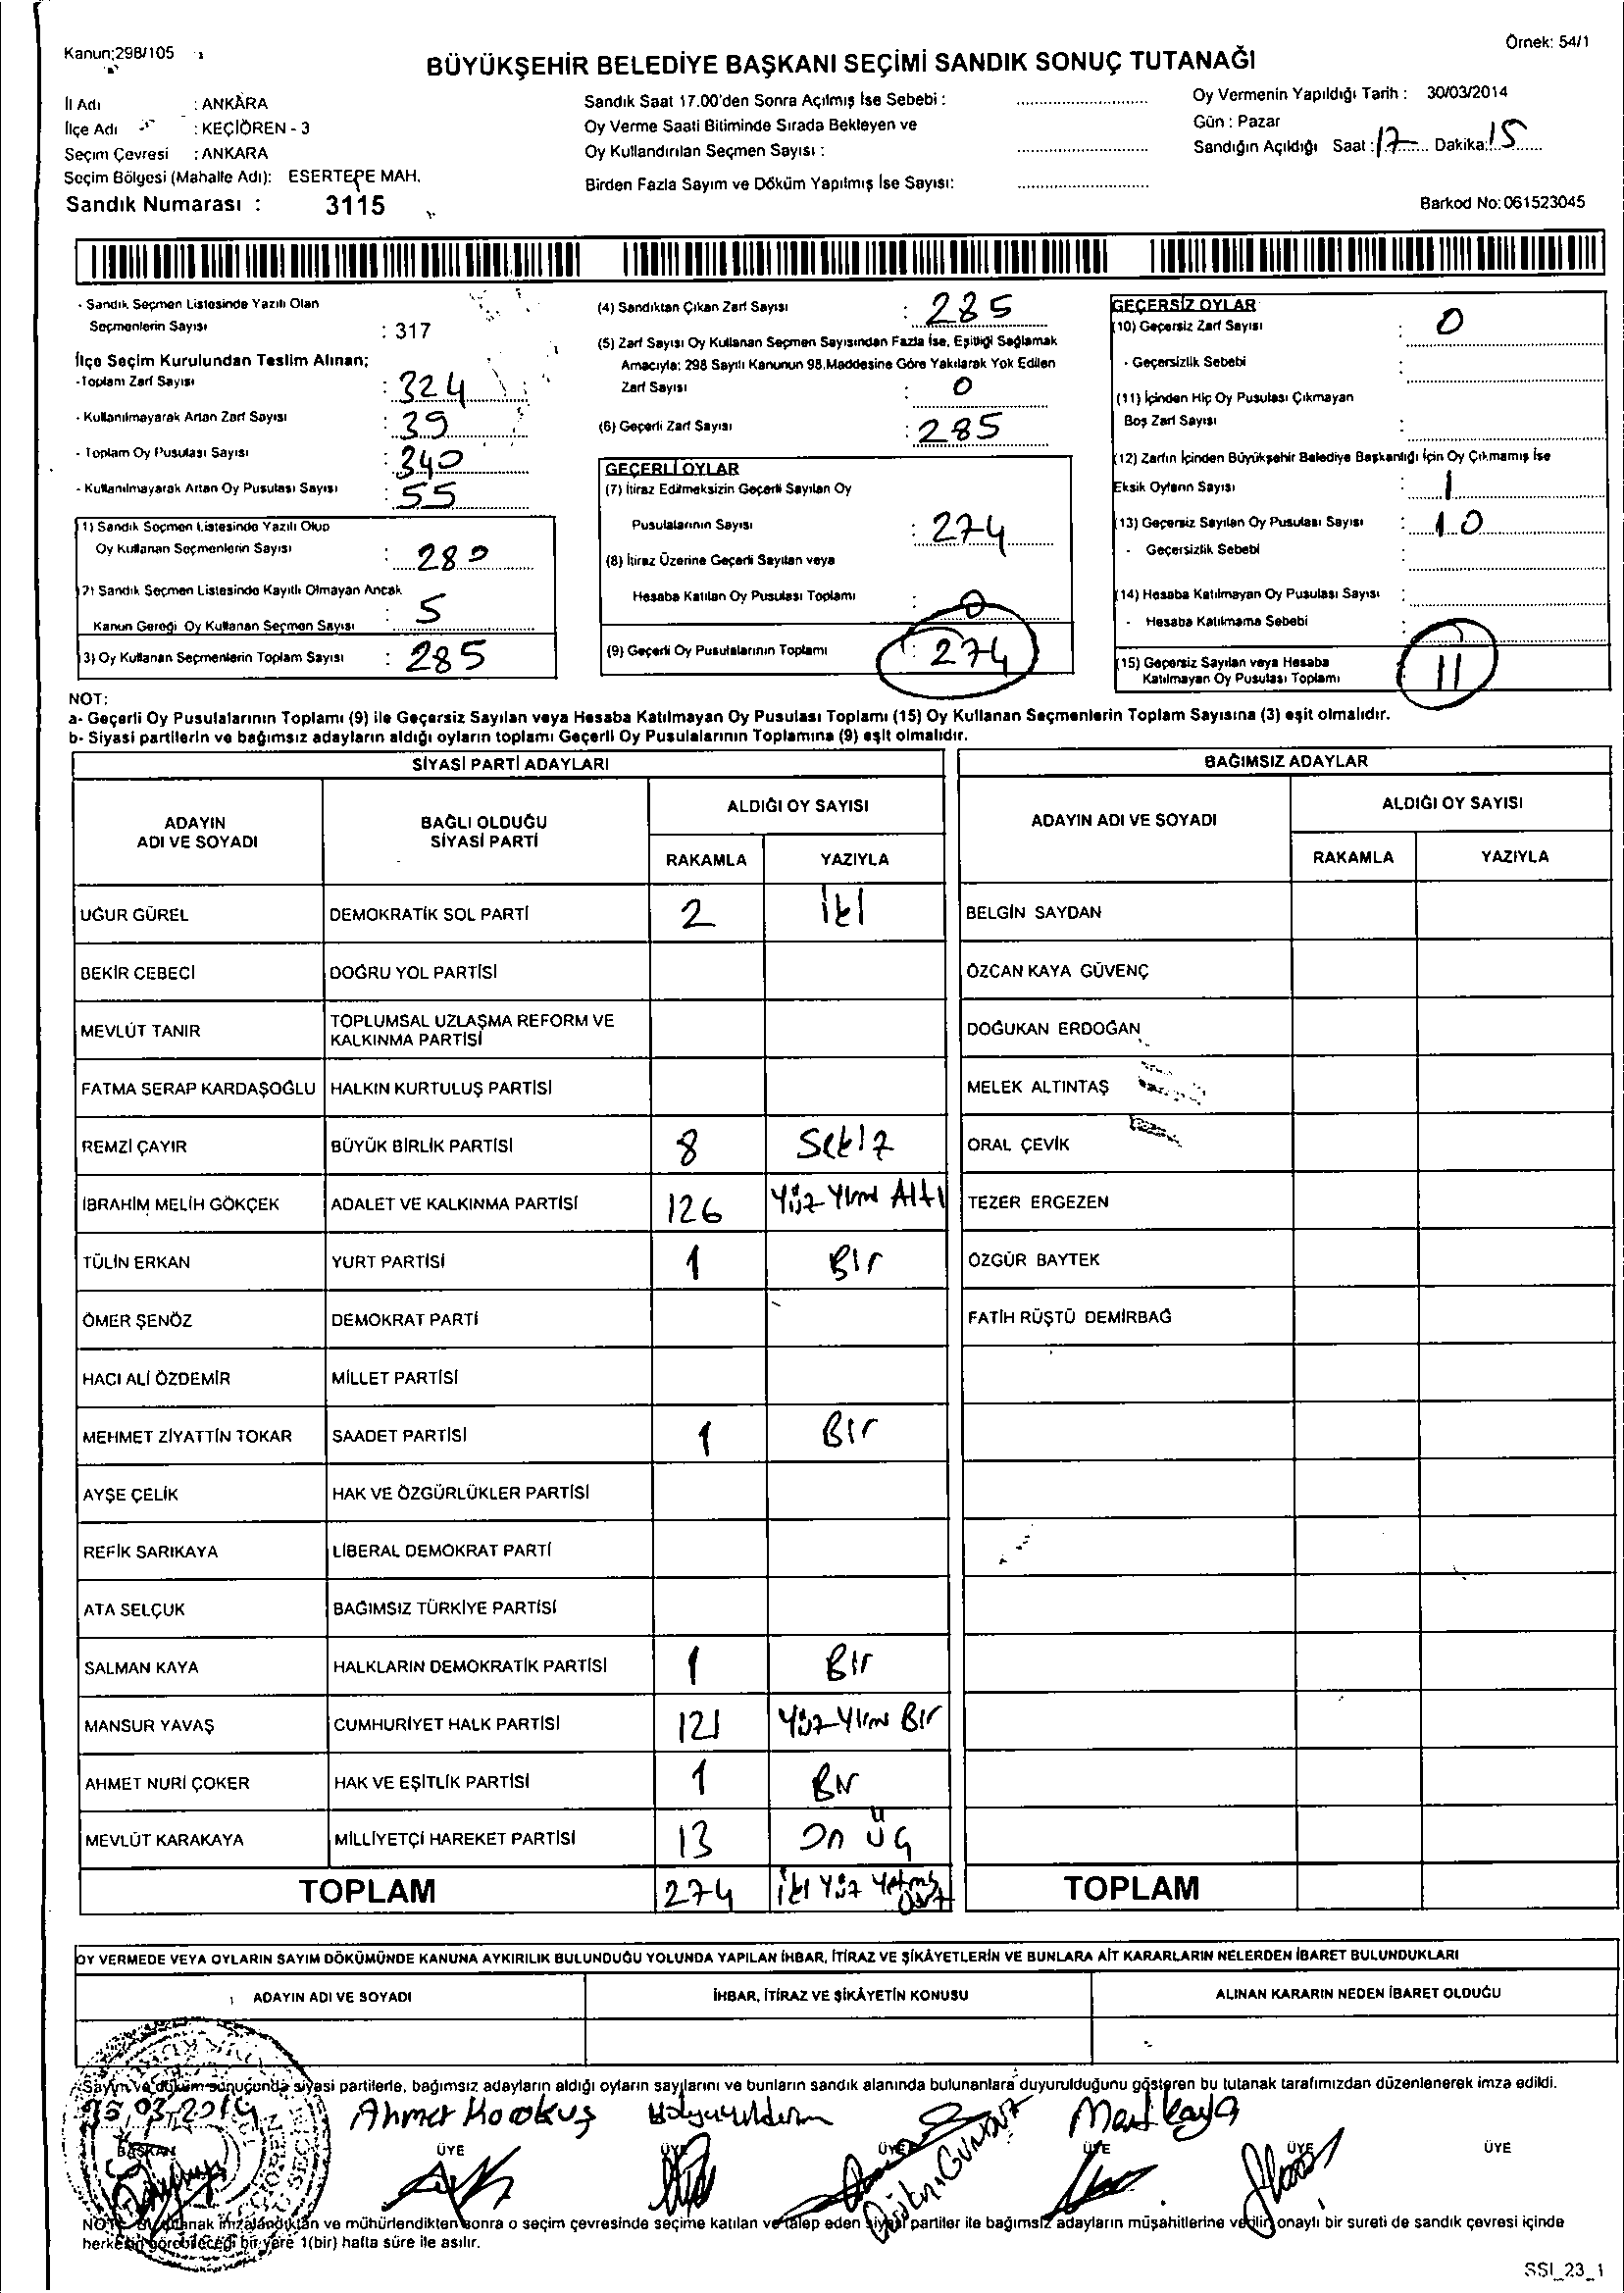 Kanun;298/105
Örnek: 54/1
BÜYÜKŞEHİR BELEDİYE BAŞKANI SEÇİMİ SANDIK SONUÇ TUTANAĞI
İl Adı : ANKARA
İlçe Adı : KEÇİÖREN - 3
Seçim Çevresi : ANKARA
Seçim Bölgesi (Mahalle Adı): ESERTEPE MAH.
Sandık Numarası : 3115
Sandık Saat 17.00'den Sonra Açılmış İse Sebebi :
Oy Verme Saati Bitiminde Sırada Bekleyen ve
Oy Kullandırılan Seçmen Sayısı :
Birden Fazla Sayım ve Döküm Yapılmış İse Sayısı:
Oy Vermenin Yapıldığı Tarih : 30/03/2014
Gün : Pazar
Sandığın Açıldığı Saat : 17 Dakika: 15
Barkod No: 061523045
- Sandık Seçmen Listesinde Yazılı Olan
Seçmenlerin Sayısı : 317
İlçe Seçim Kurulundan Teslim Alınan;
-Toplam Zarf Sayısı : 324
- Kullanılmayarak Artan Zarf Sayısı : 39
- Toplam Oy Pusulası Sayısı : 340
- Kullanılmayarak Artan Oy Pusulası Sayısı : 55
1) Sandık Seçmen Listesinde Yazılı Olup
Oy Kullanan Seçmenlerin Sayısı : 280
2) Sandık Seçmen Listesinde Kayıtlı Olmayan Ancak
Kanun Gereği Oy Kullanan Seçmen Sayısı : 5
3) Oy Kullanan Seçmenlerin Toplam Sayısı : 285
(4) Sandıktan Çıkan Zarf Sayısı : 285
(5) Zarf Sayısı Oy Kullanan Seçmen Sayısından Fazla İse, Eşitliği Sağlamak
Amacıyla: 298 Sayılı Kanunun 98.Maddesine Göre Yakılarak Yok Edilen
Zarf Sayısı : 0
(6) Geçerli Zarf Sayısı : 285
GEÇERLİ OYLAR
(7) İtiraz Edilmeksizin Geçerli Sayılan Oy
Pusulalarının Sayısı : 274
(8) İtiraz Üzerine Geçerli Sayılan veya
Hesaba Katılan Oy Pusulası Toplamı : 0
(9) Geçerli Oy Pusulalarının Toplamı : 274
GEÇERSİZ OYLAR
(10) Geçersiz Zarf Sayısı : 0
- Geçersizlik Sebebi :
(11) İçinden Hiç Oy Pusulası Çıkmayan
Boş Zarf Sayısı :
(12) Zarfın İçinden Büyükşehir Belediye Başkanlığı İçin Oy Çıkmamış İse
Eksik Oyların Sayısı : 1
(13) Geçersiz Sayılan Oy Pusulası Sayısı : 10
- Geçersizlik Sebebi :
(14) Hesaba Katılmayan Oy Pusulası Sayısı :
- Hesaba Katılmama Sebebi :
(15) Geçersiz Sayılan veya Hesaba
Katılmayan Oy Pusulası Toplamı : 11
NOT:
a- Geçerli Oy Pusulalarının Toplamı (9) ile Geçersiz Sayılan veya Hesaba Katılmayan Oy Pusulası Toplamı (15) Oy Kullanan Seçmenlerin Toplam Sayısına (3) eşit olmalıdır.
b- Siyasi partilerin ve bağımsız adayların aldığı oyların toplamı Geçerli Oy Pusulalarının Toplamına (9) eşit olmalıdır.
SİYASİ PARTİ ADAYLARI
ADAYIN ADI VE SOYADI BAĞLI OLDUĞU SİYASİ PARTİ ALDIĞI OY SAYISI
RAKAMLA YAZIYLA
UĞUR GÜREL DEMOKRATİK SOL PARTİ 2 İki
BEKİR CEBECİ DOĞRU YOL PARTİSİ
MEVLÜT TANIR TOPLUMSAL UZLAŞMA REFORM VE KALKINMA PARTİSİ
FATMA SERAP KARDAŞOĞLU HALKIN KURTULUŞ PARTİSİ
REMZİ ÇAYIR BÜYÜK BİRLİK PARTİSİ 8 Sekiz
İBRAHİM MELİH GÖKÇEK ADALET VE KALKINMA PARTİSİ 126 Yüz Yirmi Altı
TÜLİN ERKAN YURT PARTİSİ 1 Bir
ÖMER ŞENÖZ DEMOKRAT PARTİ
HACI ALİ ÖZDEMİR MİLLET PARTİSİ
MEHMET ZİYATTİN TOKAR SAADET PARTİSİ 1 Bir
AYŞE ÇELİK HAK VE ÖZGÜRLÜKLER PARTİSİ
REFİK SARIKAYA LİBERAL DEMOKRAT PARTİ
ATA SELÇUK BAĞIMSIZ TÜRKİYE PARTİSİ
SALMAN KAYA HALKLARIN DEMOKRATİK PARTİSİ 1 Bir
MANSUR YAVAŞ CUMHURİYET HALK PARTİSİ 121 Yüz Yirmi Bir
AHMET NURİ ÇOKER HAK VE EŞİTLİK PARTİSİ 1 Bir
MEVLÜT KARAKAYA MİLLİYETÇİ HAREKET PARTİSİ 13 On Üç
TOPLAM 274 İki Yüz Yetmiş Dört
BAĞIMSIZ ADAYLAR
ADAYIN ADI VE SOYADI ALDIĞI OY SAYISI
RAKAMLA YAZIYLA
BELGİN SAYDAN
ÖZCAN KAYA GÜVENÇ
DOĞUKAN ERDOĞAN
MELEK ALTINTAŞ
ORAL ÇEVİK
TEZER ERGEZEN
ÖZGÜR BAYTEK
FATİH RÜŞTÜ DEMİRBAĞ
TOPLAM
OY VERMEDE VEYA OYLARIN SAYIM DÖKÜMÜNDE KANUNA AYKIRILIK BULUNDUĞU YOLUNDA YAPILAN İHBAR, İTİRAZ VE ŞİKÂYETLERİN VE BUNLARA AİT KARARLARIN NELERDEN İBARET BULUNDUKLARI
ADAYIN ADI VE SOYADI İHBAR, İTİRAZ VE ŞİKÂYETİN KONUSU ALINAN KARARIN NEDEN İBARET OLDUĞU
Sayım ve döküm sonucunda siyasi partilerle, bağımsız adayların aldığı oyların sayılarını ve bunların sandık alanında bulunanlara duyurulduğunu gösteren bu tutanak tarafımızdan düzenlenerek imza edildi.
03.2014 Ahmet Mert Kaya
BAŞKAN ÜYE ÜYE ÜYE ÜYE ÜYE ÜYE
NOT: Bu tutanak imzalandıktan ve mühürlendikten sonra o seçim çevresinde seçime katılan ve talep eden siyasi partiler ile bağımsız adayların müşahitlerine verilir, onaylı bir sureti de sandık çevresi içinde
herkesin görebileceği bir yere 1(bir) hafta süre ile asılır.
SSI_23_1